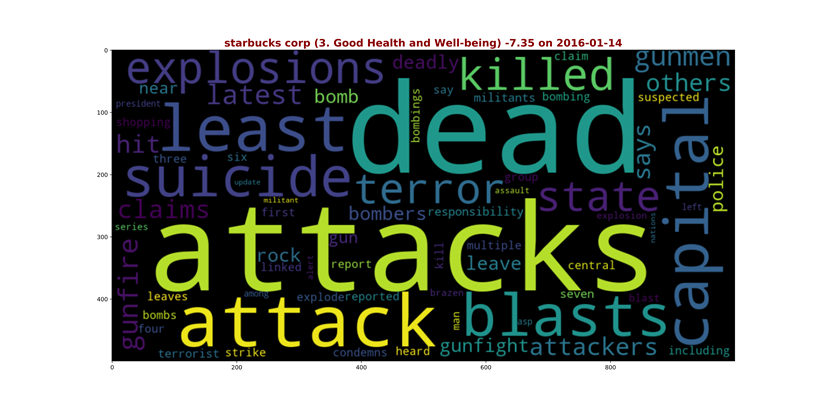 starbucks corp (3. Good Health and Well-being) -7.35 on 2016-01-14
0
100
200
300
400
0
200
400
600
800
explosions
deadly
claim
gunmen
killed
near
latest
bomb
say
militants
bombing
others
suspected
president
shopping
least
dead
bombings
hit
three
six
says
capital
police
suicide
update
terror
group
assault
state
claims
militant
first
bombers
responsibility
explosion
left
series
attacks
nations
gunfire
rock
linked
gun
alert
report
kill
multiple
leave
central
leaves
among
explode
reported
brazen
seven
blast
bombs
four
attack
man
asp
blasts
terrorist
strike
condemns
heard
gunfight
attackers
including